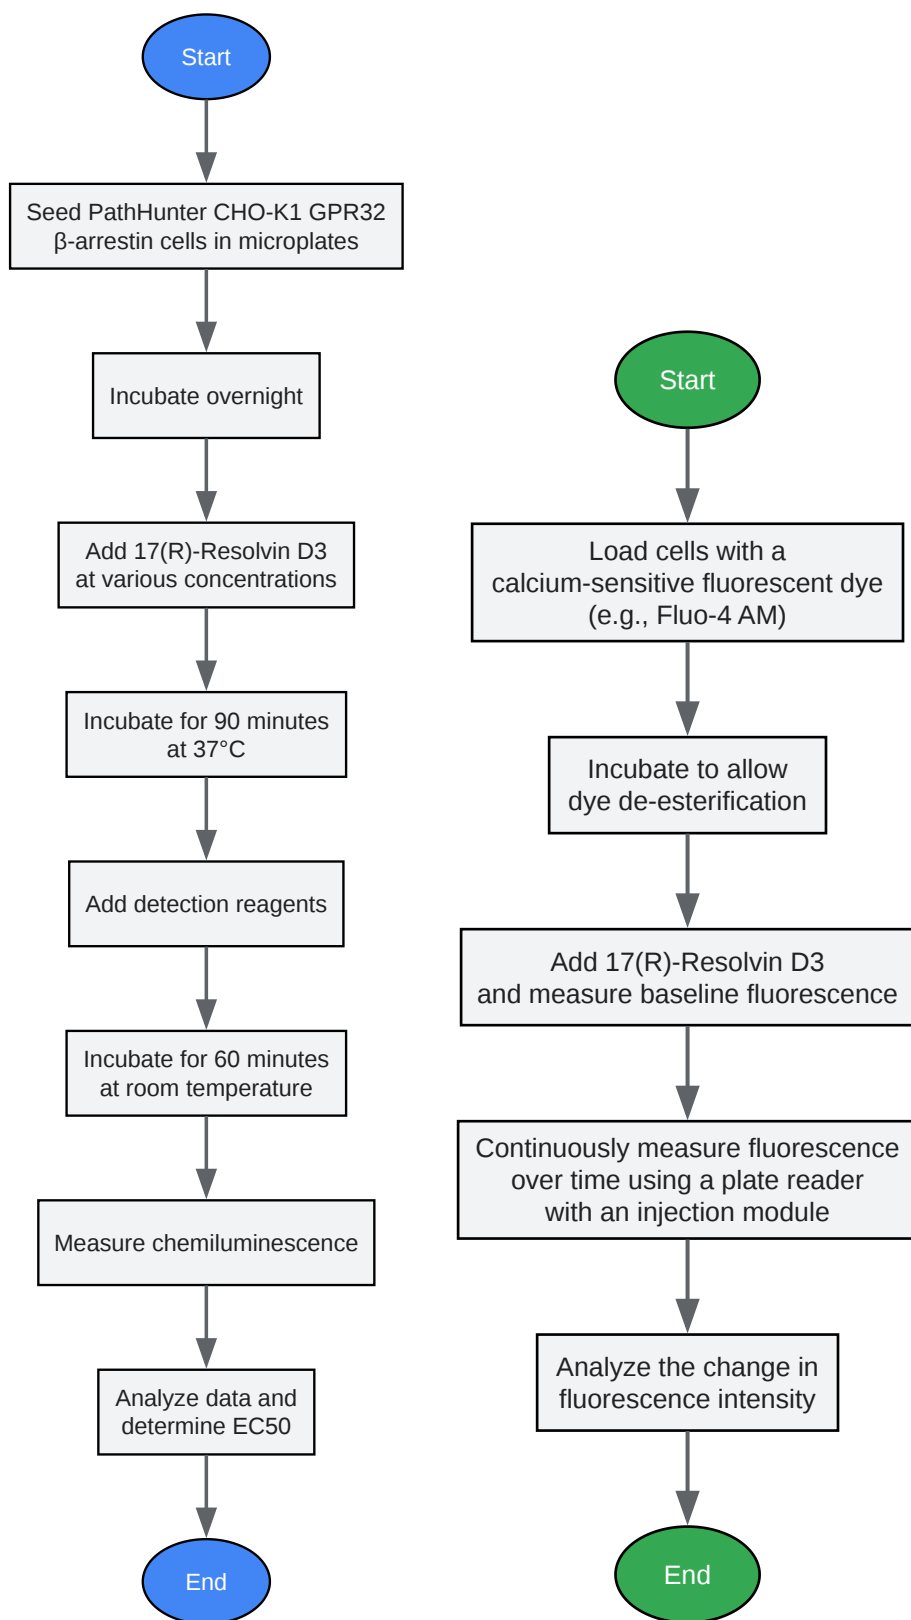 Start
Seed PathHunter CHO-K1 GPR32
β-arrestin cells in microplates
Incubate overnight
Add 17(R)-Resolvin D3
at various concentrations
Incubate for 90 minutes
at 37°C
Add detection reagents
Incubate for 60 minutes
at room temperature
Measure chemiluminescence
Analyze data and
determine EC50
End
Start
Load cells with a
calcium-sensitive fluorescent dye
(e.g., Fluo-4 AM)
Incubate to allow
dye de-esterification
Add 17(R)-Resolvin D3
and measure baseline fluorescence
Continuously measure fluorescence
over time using a plate reader
with an injection module
Analyze the change in
fluorescence intensity
End